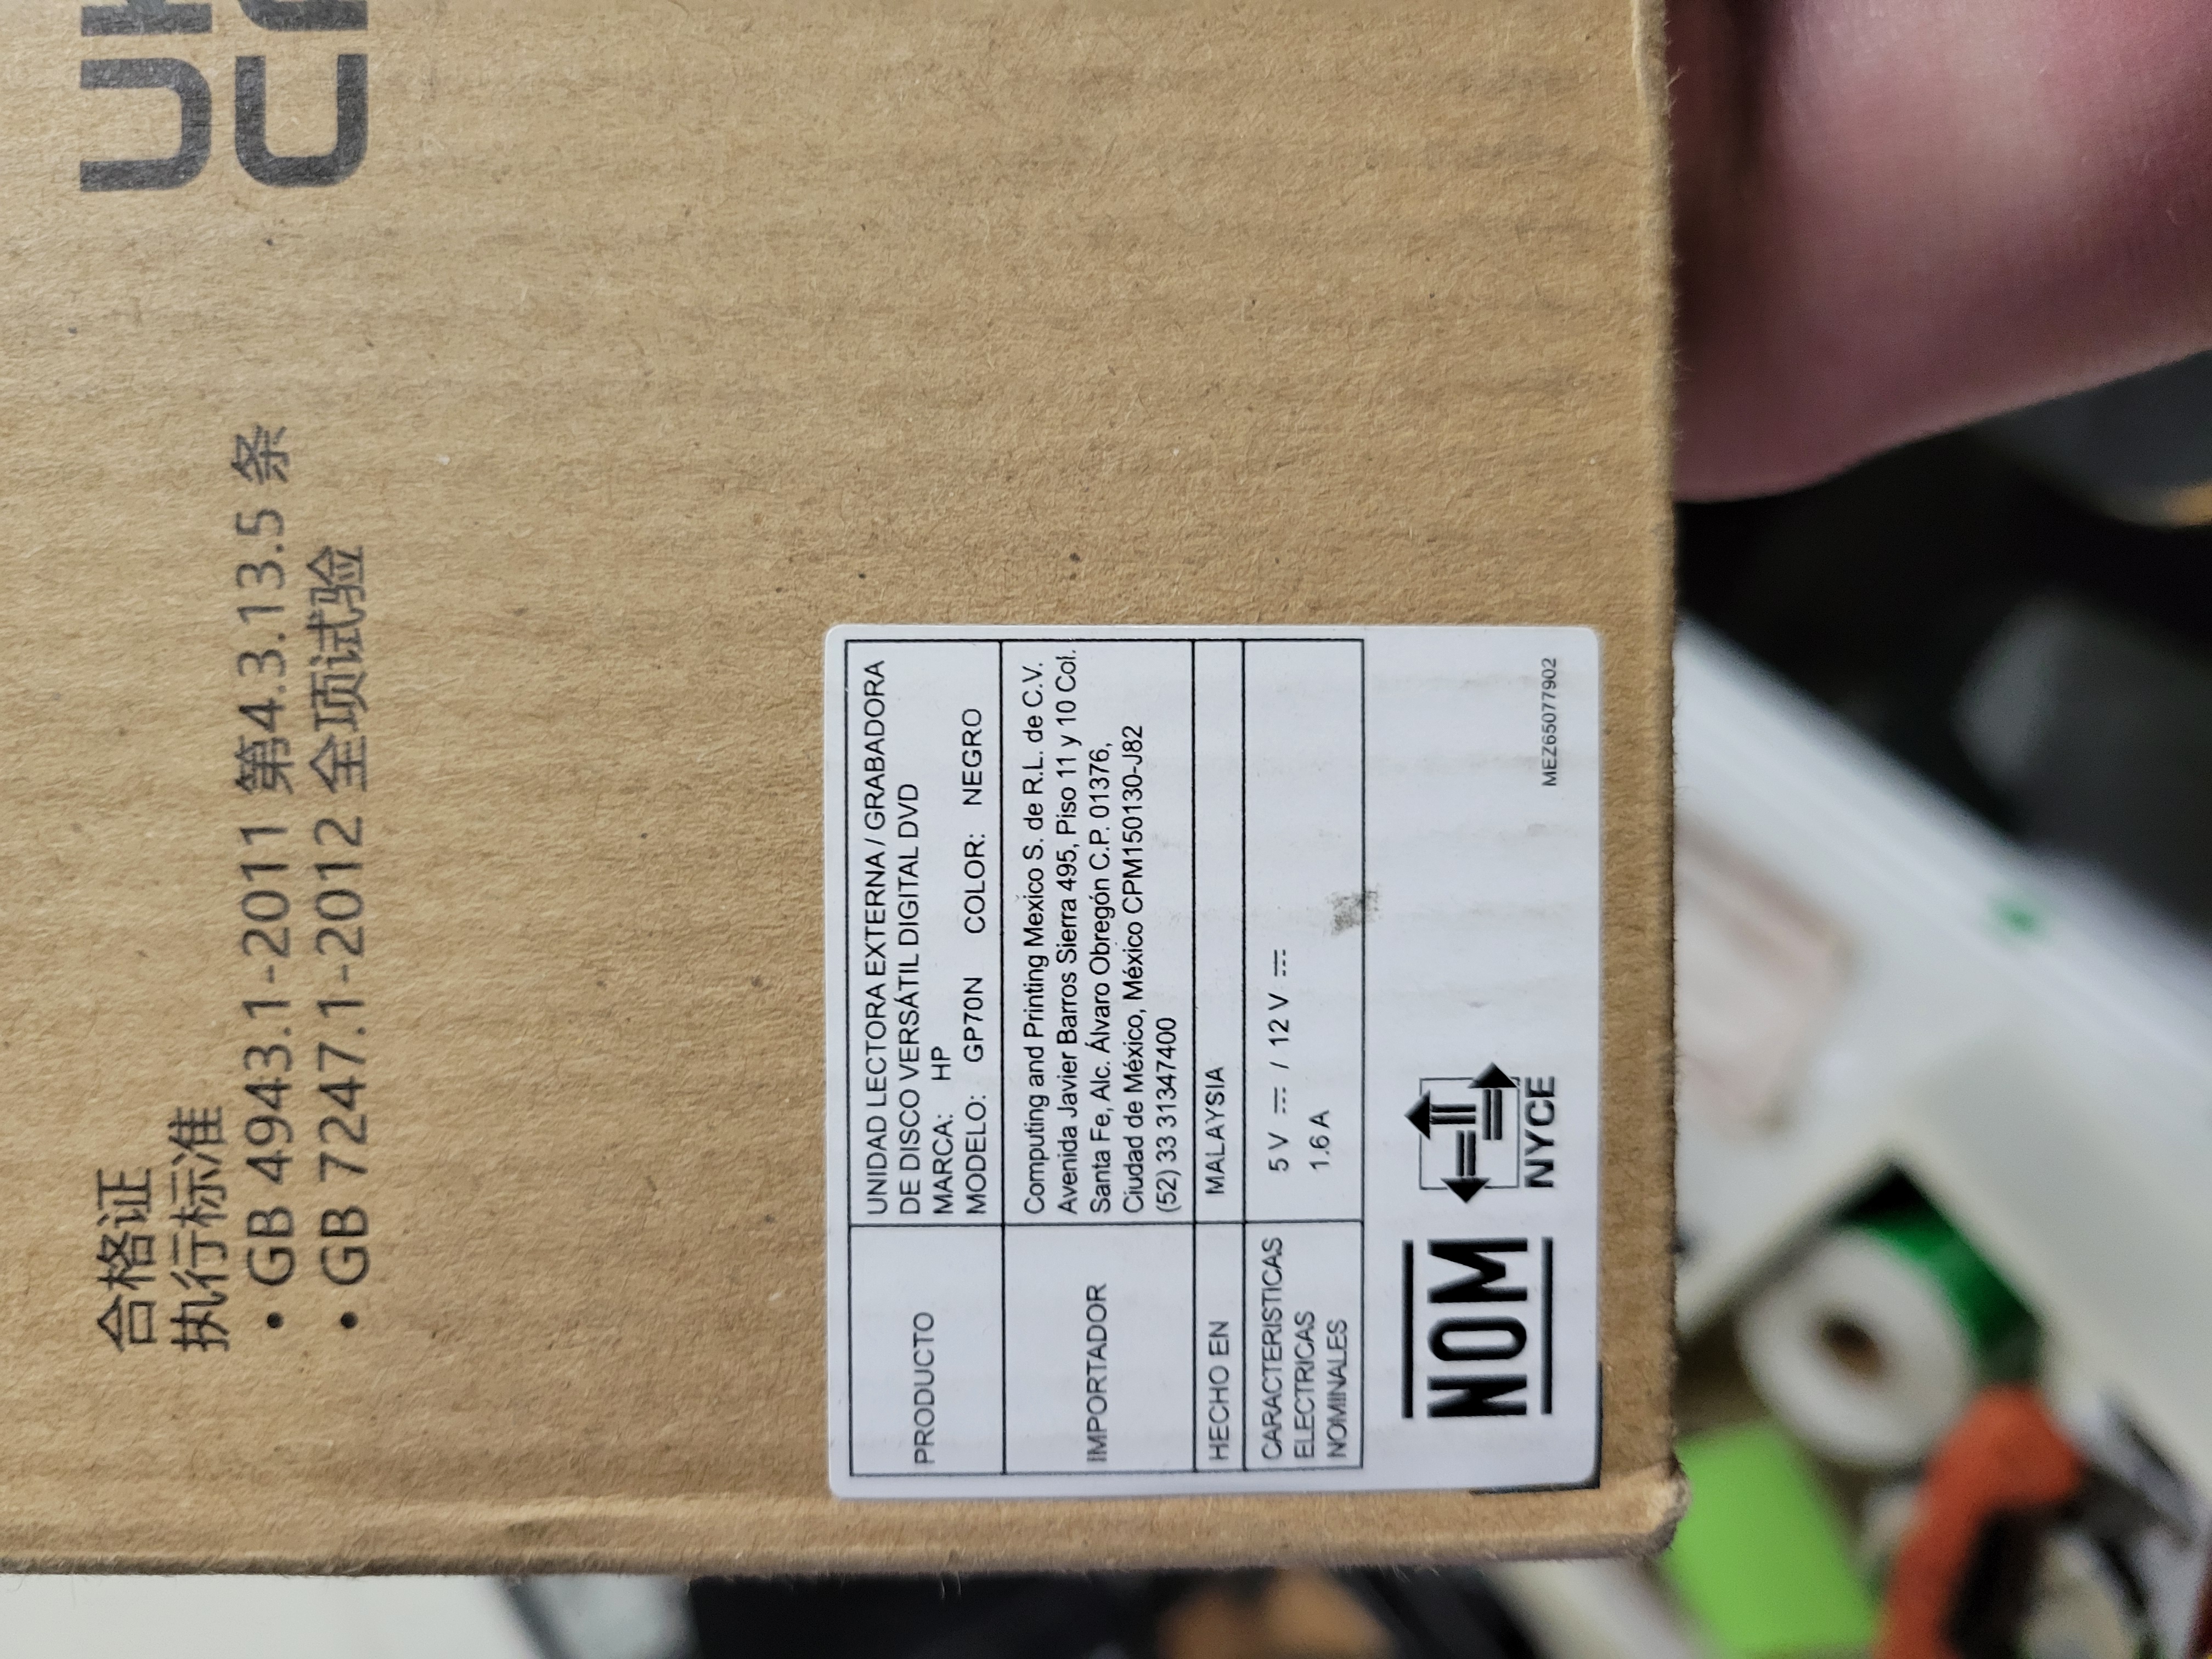 UK
CA
合格证
执行标准
• GB 4943.1-2011 第4.3.13.5 条
• GB 7247.1-2012 全项试验
PRODUCTO
UNIDAD LECTORA EXTERNA / GRABADORA
DE DISCO VERSÁTIL DIGITAL DVD
MARCA: HP
MODELO: GP70N COLOR: NEGRO
IMPORTADOR
Computing and Printing Mexico S. de R.L. de C.V.
Avenida Javier Barros Sierra 495, Piso 11 y 10 Col.
Santa Fe, Alc. Álvaro Obregón C.P. 01376,
Ciudad de México, México CPM150130-J82
(52) 33 31347400
HECHO EN
MALAYSIA
CARACTERISTICAS
ELECTRICAS
NOMINALES
5 V ⎓ / 12 V ⎓
1.6 A
NOM
NYCE
MEZ65077902